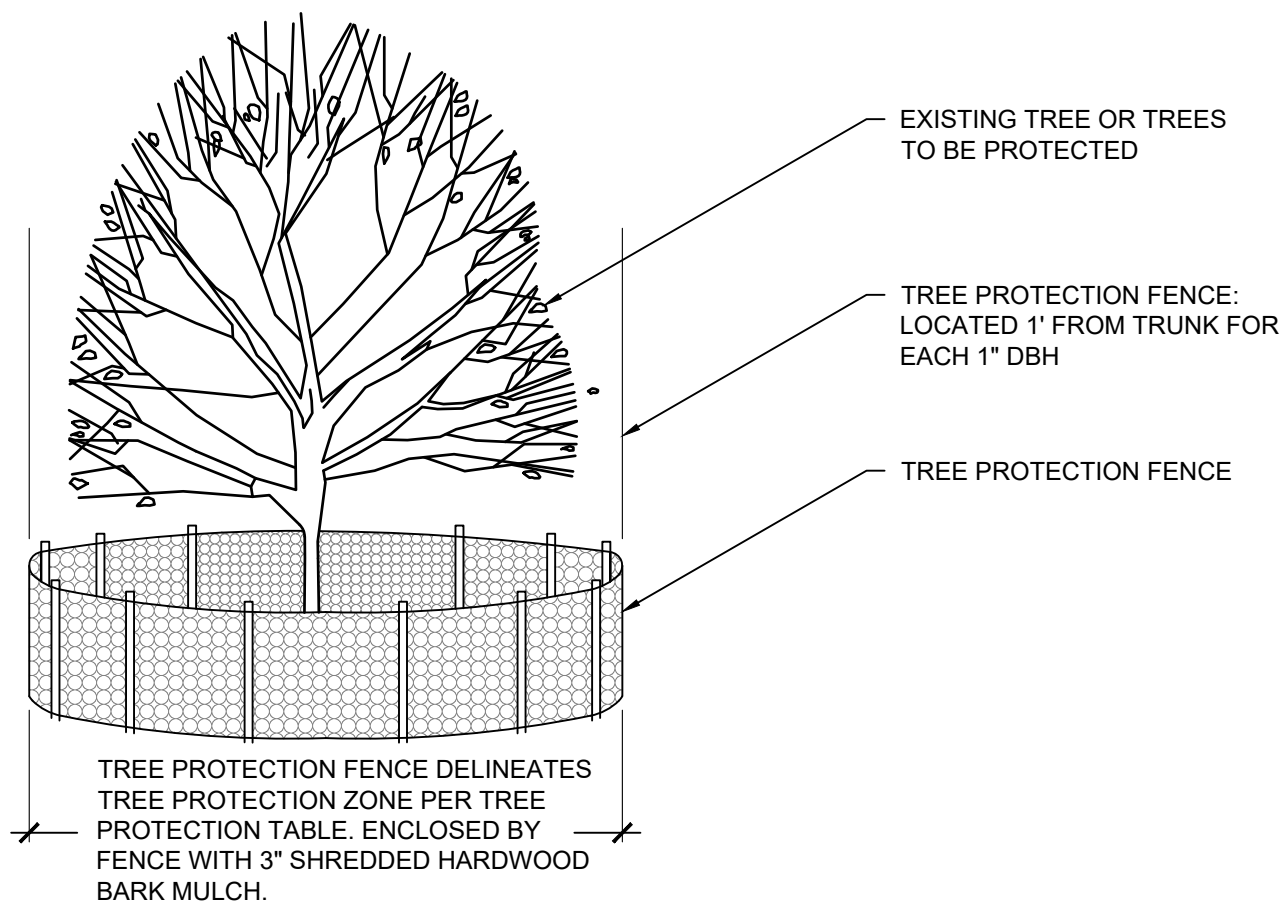 EXISTING TREE OR TREES
TO BE PROTECTED
TREE PROTECTION FENCE:
LOCATED 1' FROM TRUNK FOR
EACH 1" DBH
TREE PROTECTION FENCE
TREE PROTECTION FENCE DELINEATES
TREE PROTECTION ZONE PER TREE
PROTECTION TABLE. ENCLOSED BY
FENCE WITH 3" SHREDDED HARDWOOD
BARK MULCH.